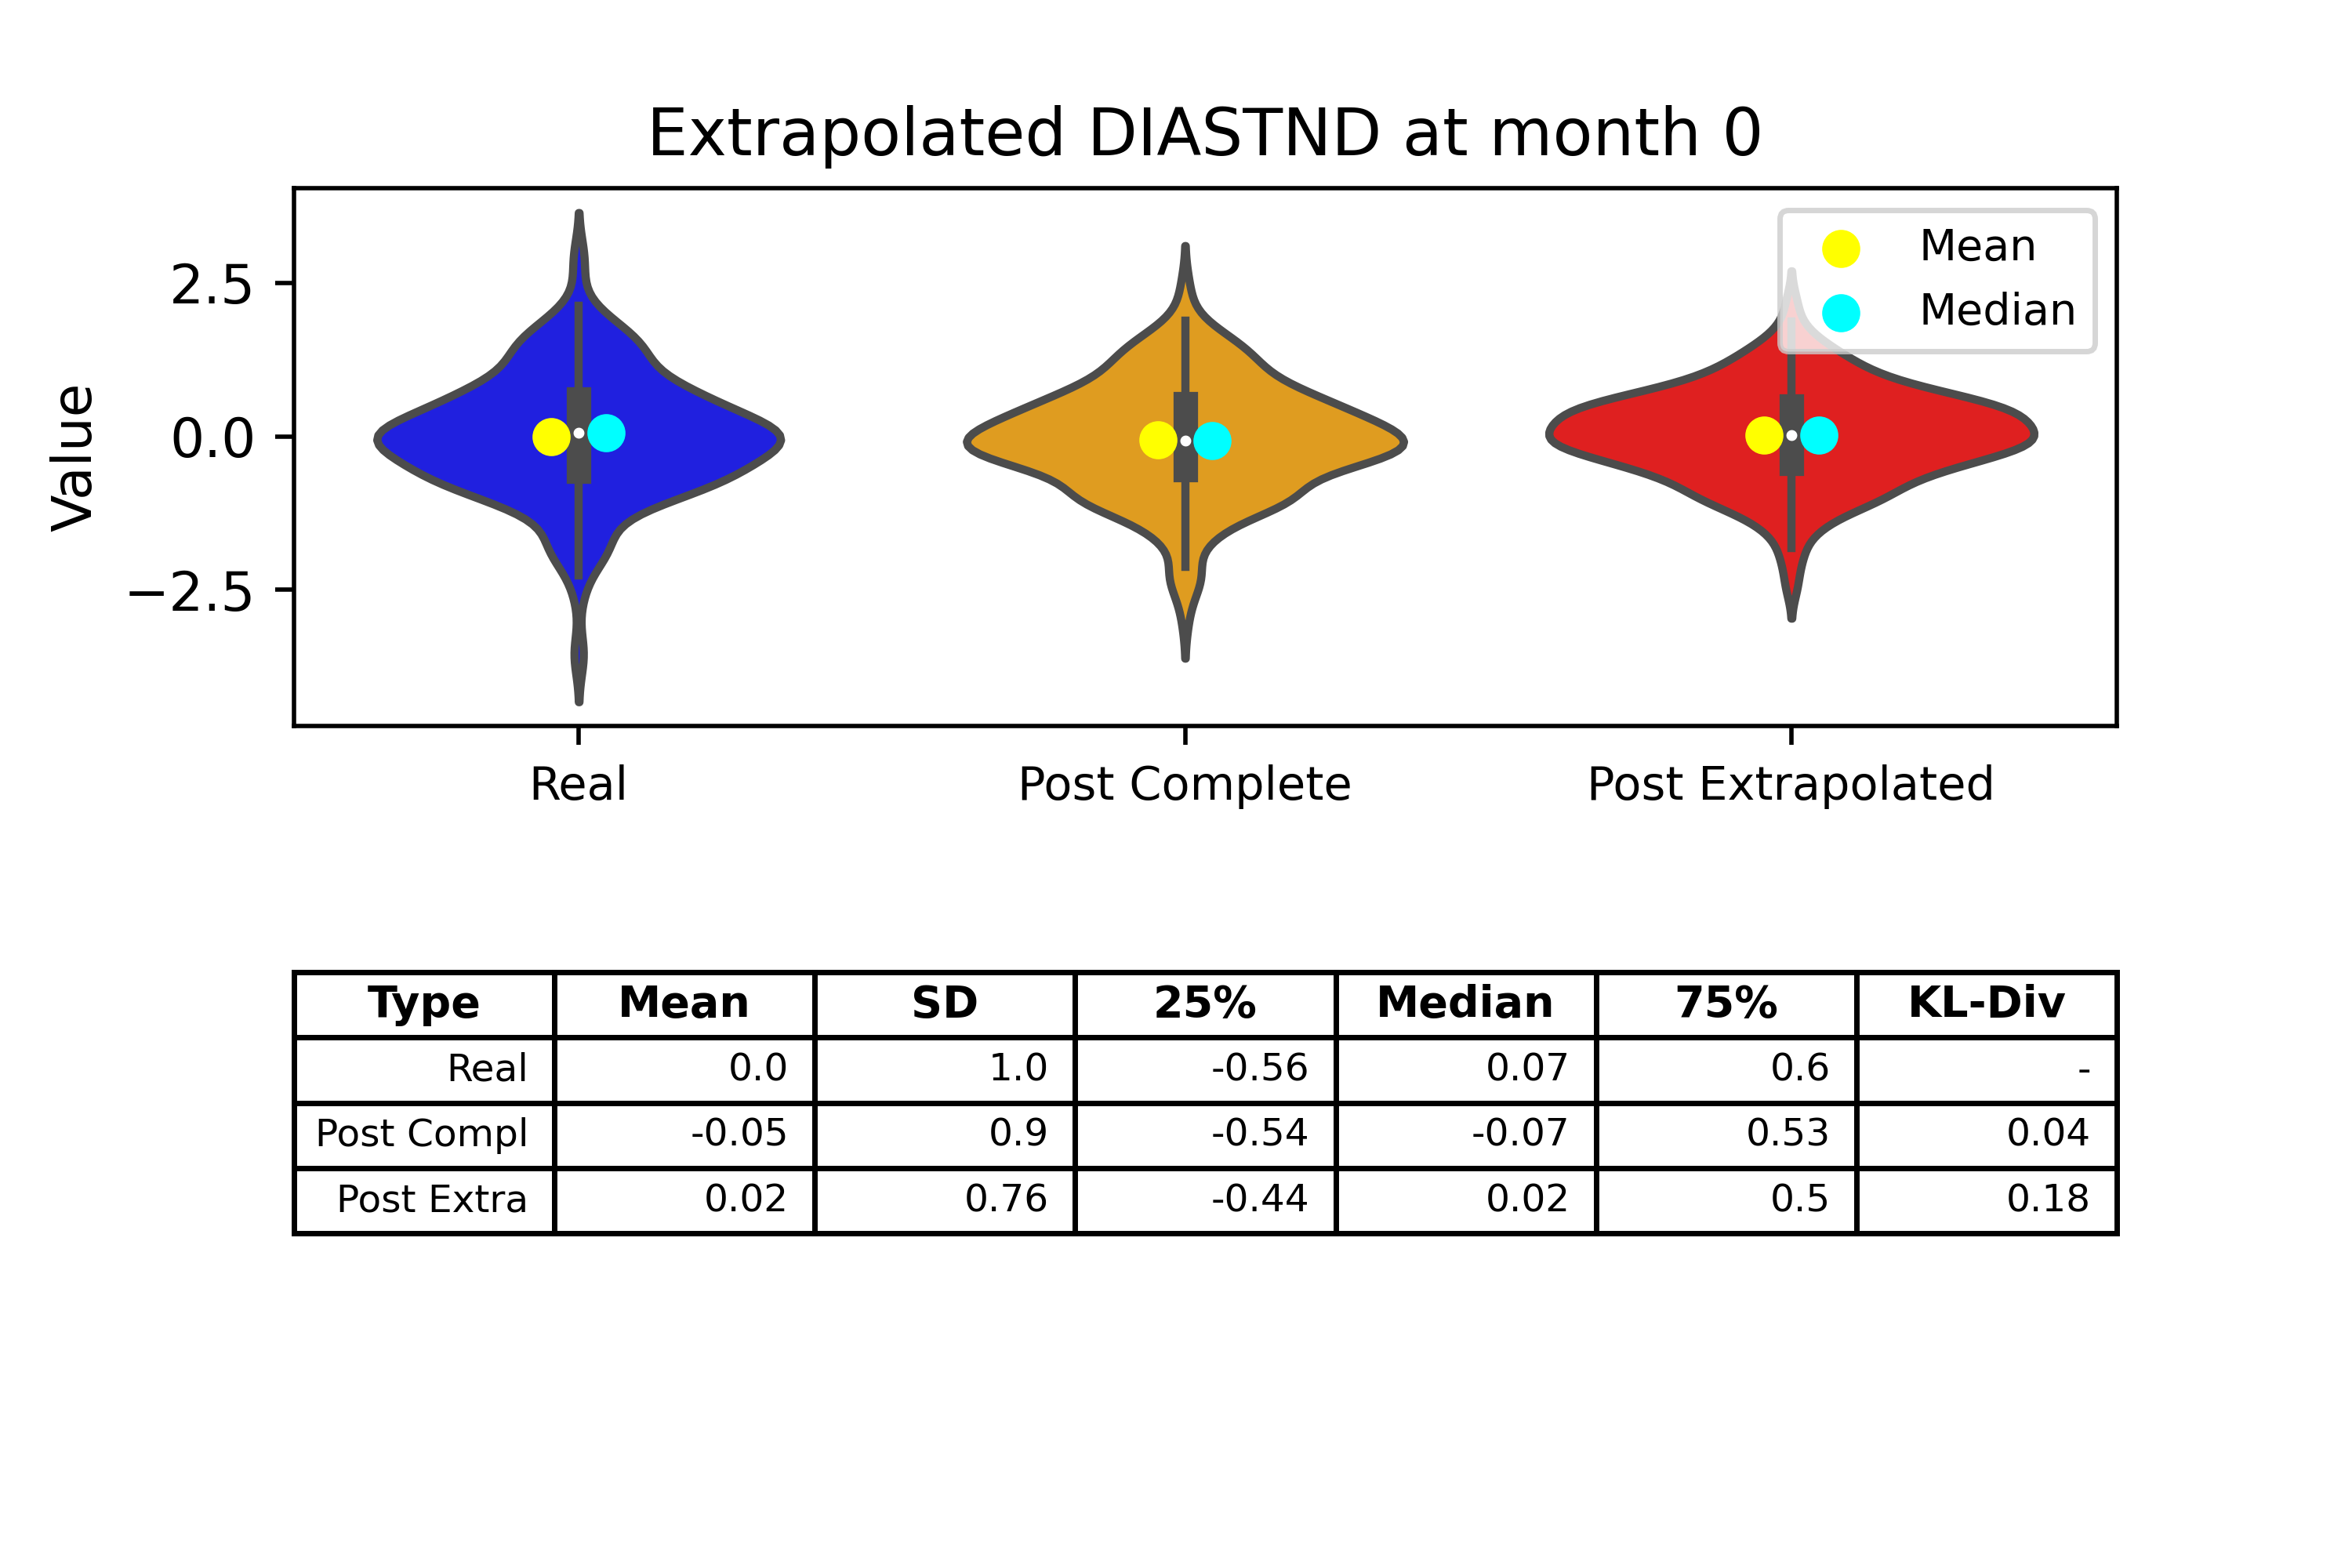 Extrapolated DIASTND at month 0
Mean
Median
2.5
0.0
−2.5
Value
Real Post Complete Post Extrapolated
Type Mean SD 25% Median 75% KL-Div
Real 0.0 1.0 -0.56 0.07 0.6 -
Post Compl -0.05 0.9 -0.54 -0.07 0.53 0.04
Post Extra 0.02 0.76 -0.44 0.02 0.5 0.18